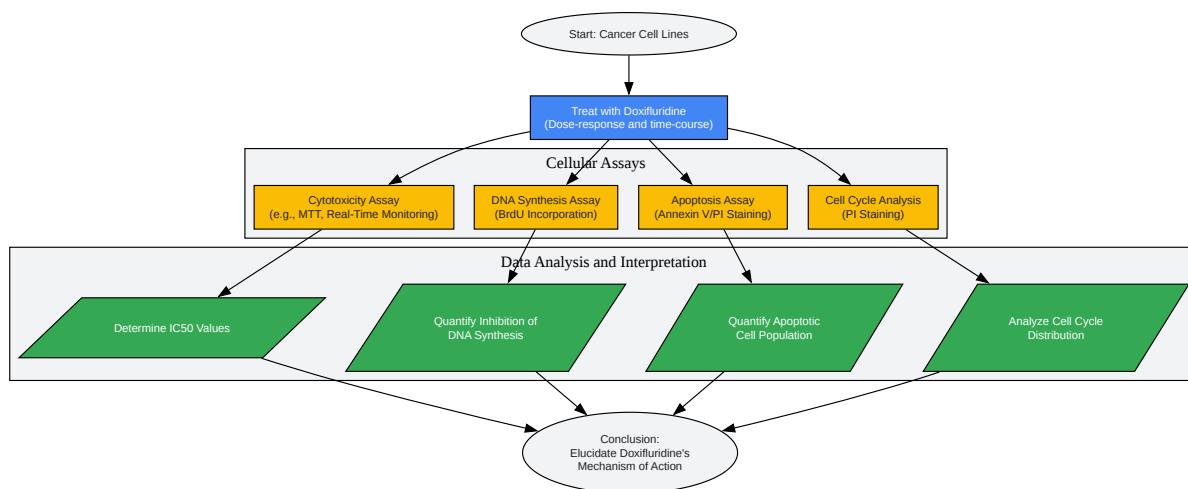 Start: Cancer Cell Lines
Treat with Doxifluridine
(Dose-response and time-course)
Cellular Assays
Cytotoxicity Assay
(e.g., MTT, Real-Time Monitoring)
DNA Synthesis Assay
(BrdU Incorporation)
Apoptosis Assay
(Annexin V/PI Staining)
Cell Cycle Analysis
(PI Staining)
Data Analysis and Interpretation
Determine IC50 Values
Quantify Inhibition of
DNA Synthesis
Quantify Apoptotic
Cell Population
Analyze Cell Cycle
Distribution
Conclusion:
Elucidate Doxifluridine's
Mechanism of Action